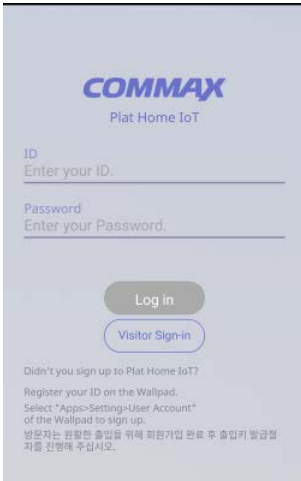 COMMAX
Plat Home IoT
ID
Enter your ID.
Password
Enter your Password.
Log in
Visitor Sign-in
Didn't you sign up to Plat Home IoT?
Register your ID on the Wallpad.
Select "Apps>Setting>User Account"
of the Wallpad to sign up.
방문자는 원활한 출입을 위해 회원가입 완료 후 출입키 발급절
차를 진행해 주십시오.